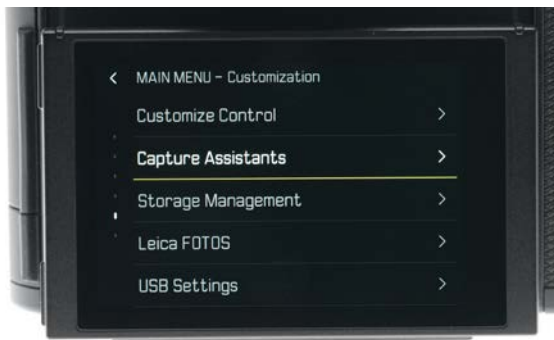 MAIN MENU - Customization
Customize Control
Capture Assistants
Storage Management
Leica FOTOS
USB Settings